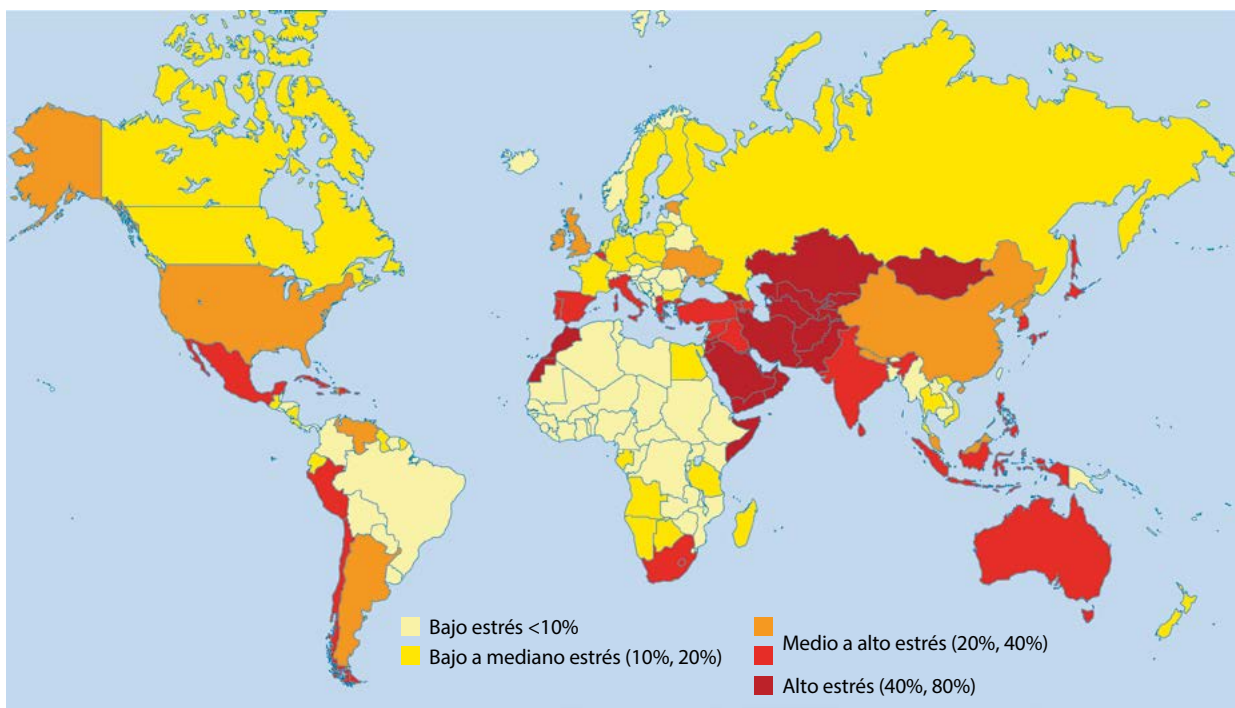 Bajo estrés <10%
Bajo a mediano estrés (10%, 20%)
Medio a alto estrés (20%, 40%)
Alto estrés (40%, 80%)